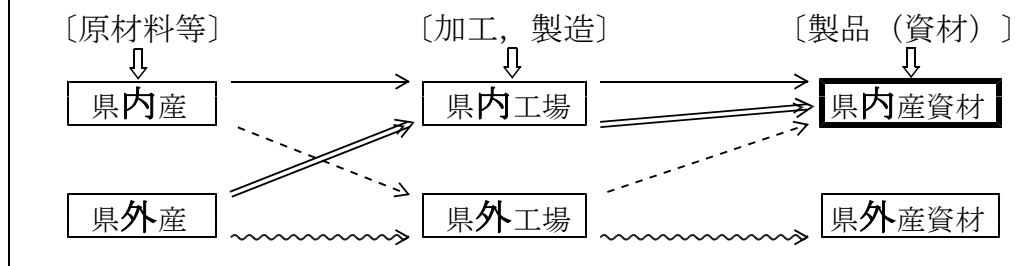 〔原材料等〕 〔加工，製造〕 〔製品（資材）〕
県内産 県内工場 県内産資材
県外産 県外工場 県外産資材